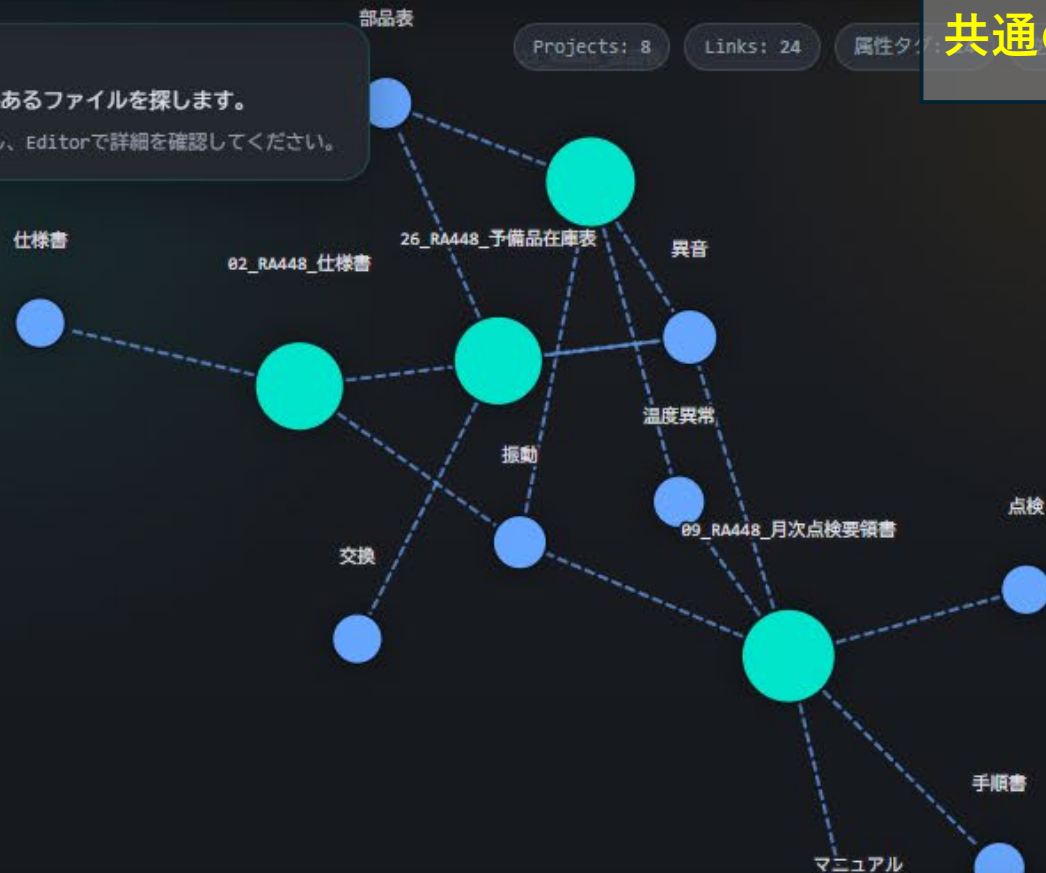 部品表
Projects: 8
Links: 24
属性タグ:
共通
あるファイルを探します。
、Editorで詳細を確認してください。
仕様書
02_RA448_仕様書
26_RA448_予備品在庫表
異音
温度異常
振動
点検
09_RA448_月次点検要領書
交換
手順書
マニュアル